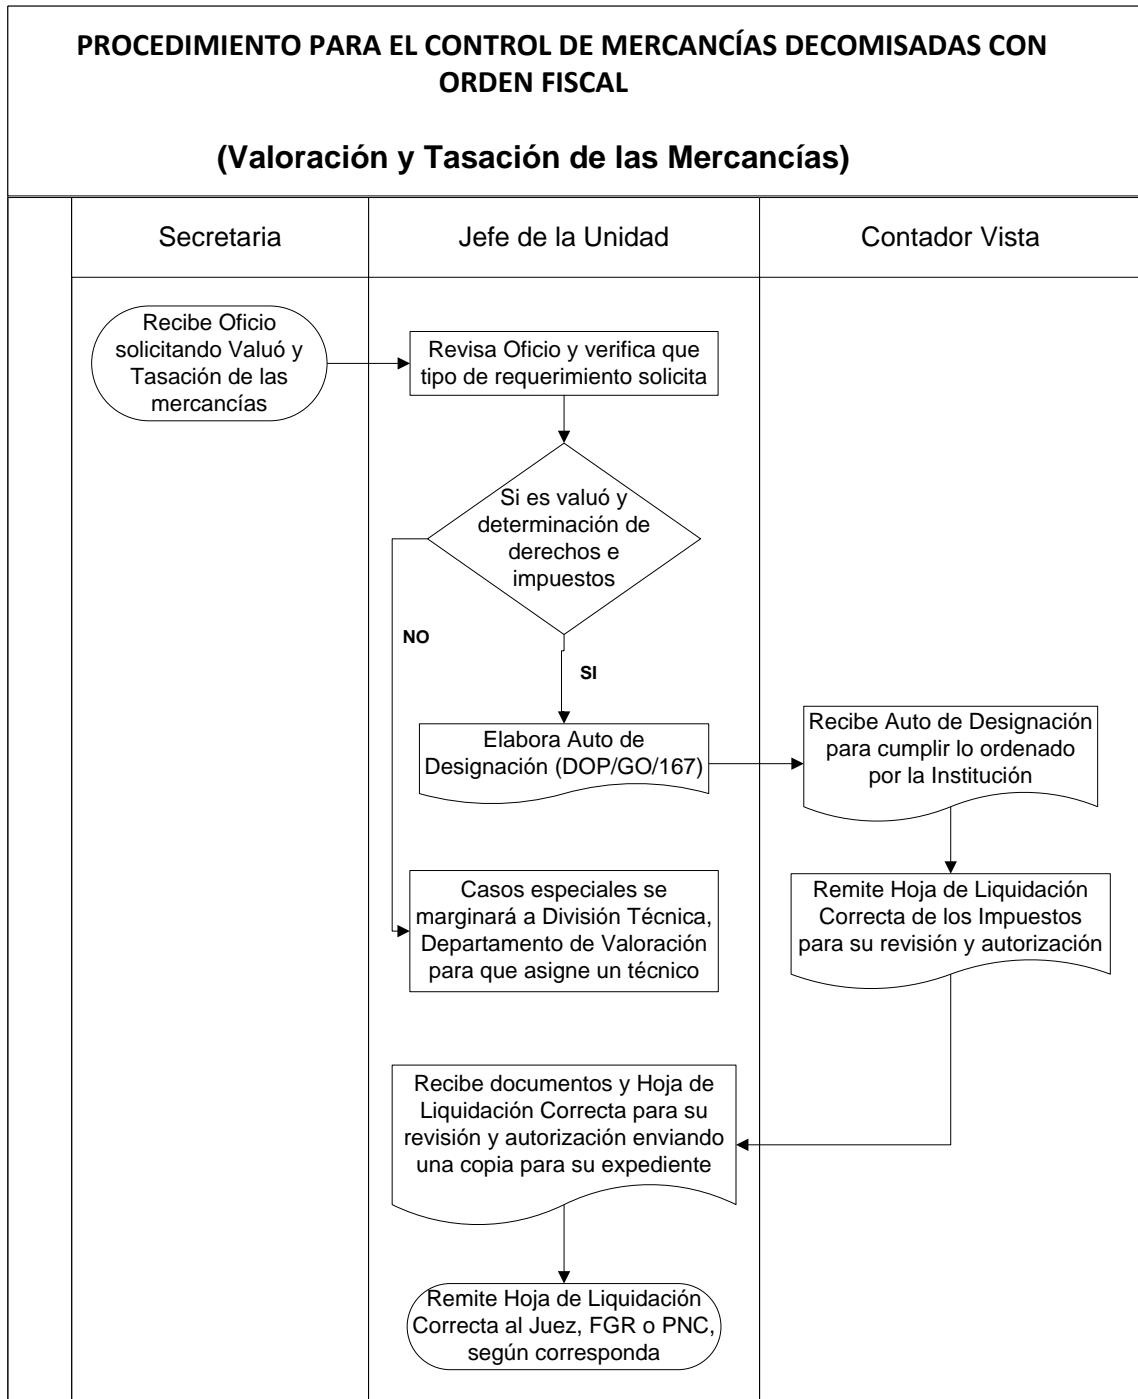 PROCEDIMIENTO PARA EL CONTROL DE MERCANCÍAS DECOMISADAS CON
ORDEN FISCAL
(Valoración y Tasación de las Mercancías)
Secretaria
Jefe de la Unidad
Contador Vista
Recibe Oficio
solicitando Valuó y
Tasación de las
mercancías
Revisa Oficio y verifica que
tipo de requerimiento solicita
Si es valuó y
determinación de
derechos e
impuestos
NO
SI
Elabora Auto de
Designación (DOP/GO/167)
Recibe Auto de Designación
para cumplir lo ordenado
por la Institución
Casos especiales se
marginará a División Técnica,
Departamento de Valoración
para que asigne un técnico
Remite Hoja de Liquidación
Correcta de los Impuestos
para su revisión y autorización
Recibe documentos y Hoja de
Liquidación Correcta para su
revisión y autorización enviando
una copia para su expediente
Remite Hoja de Liquidación
Correcta al Juez, FGR o PNC,
según corresponda